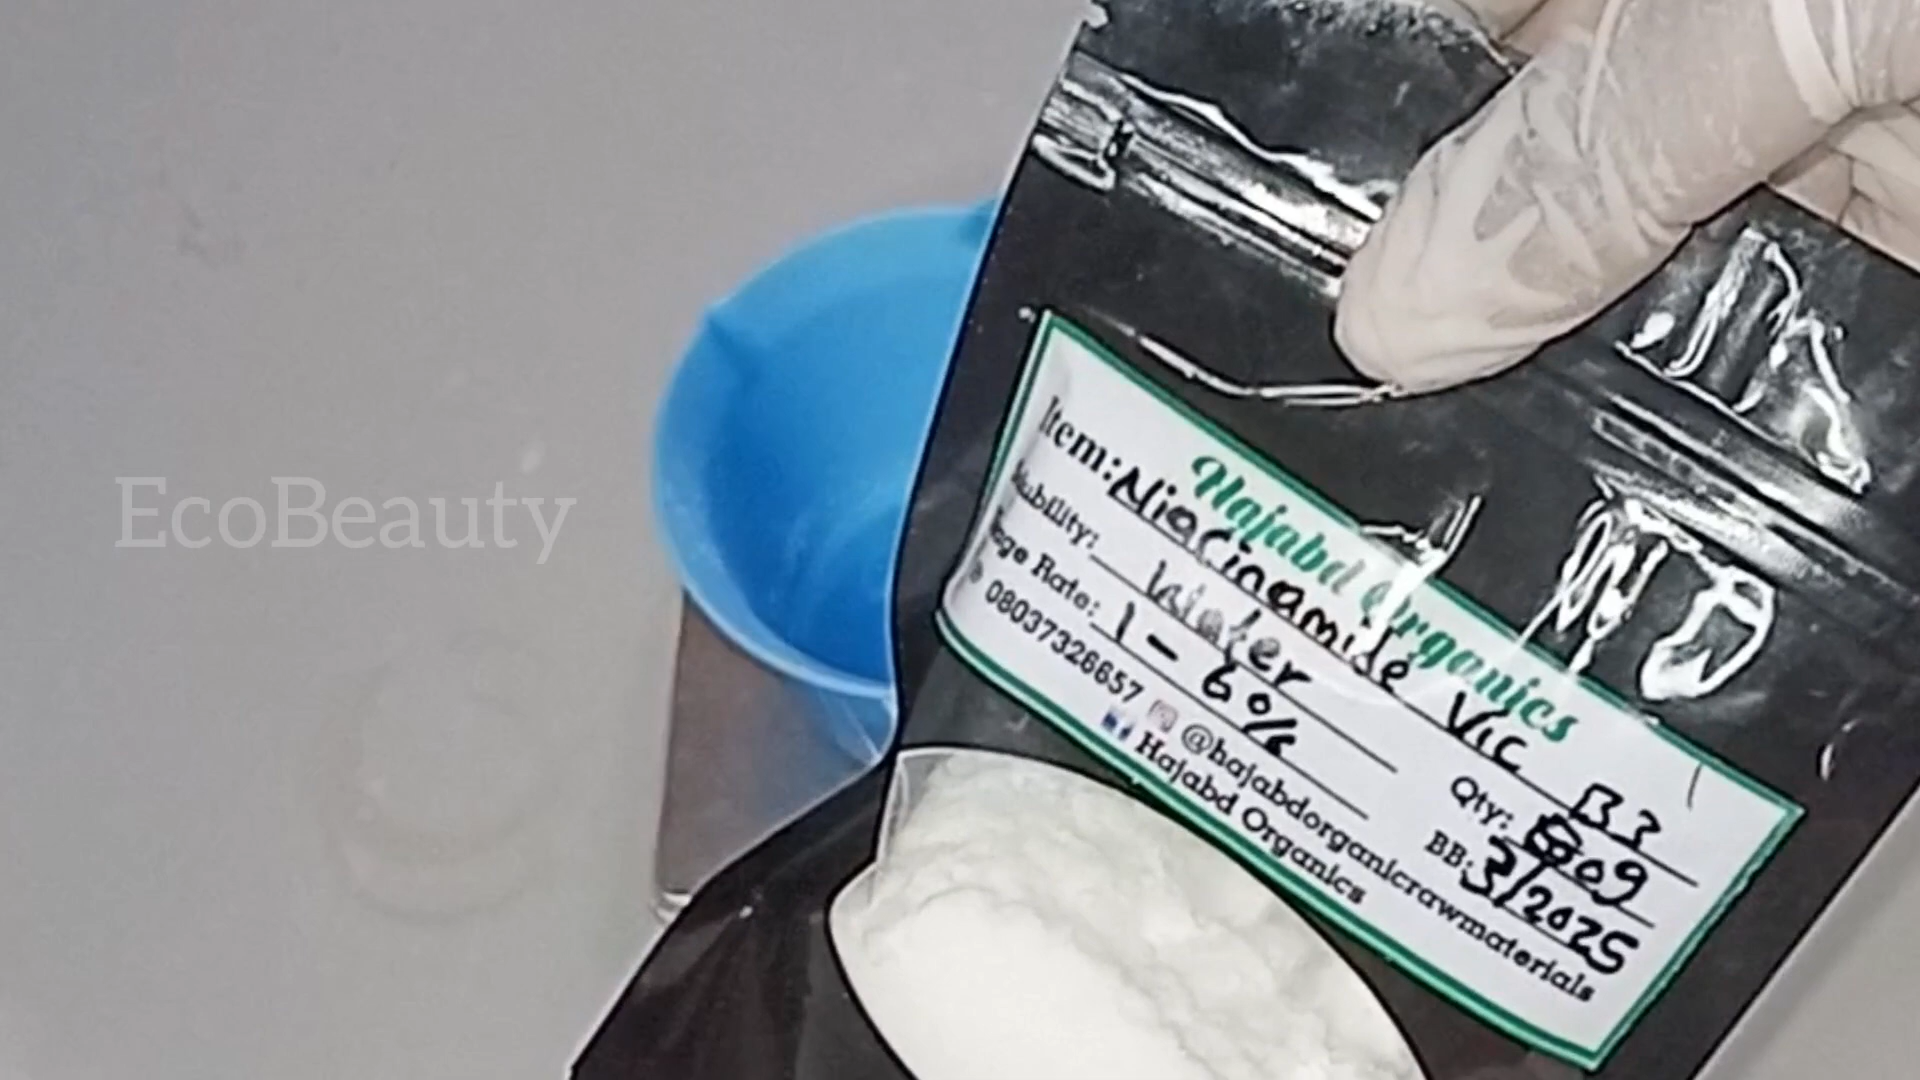 EcoBeauty
Hajabd Organics
Item: Niacinamide Vic B3
Solubility: Water
Usage Rate: 1-6%
Qty:
BB: 3/2025
08037326657 @hajabdorganicrawmaterials
Hajabd Organics